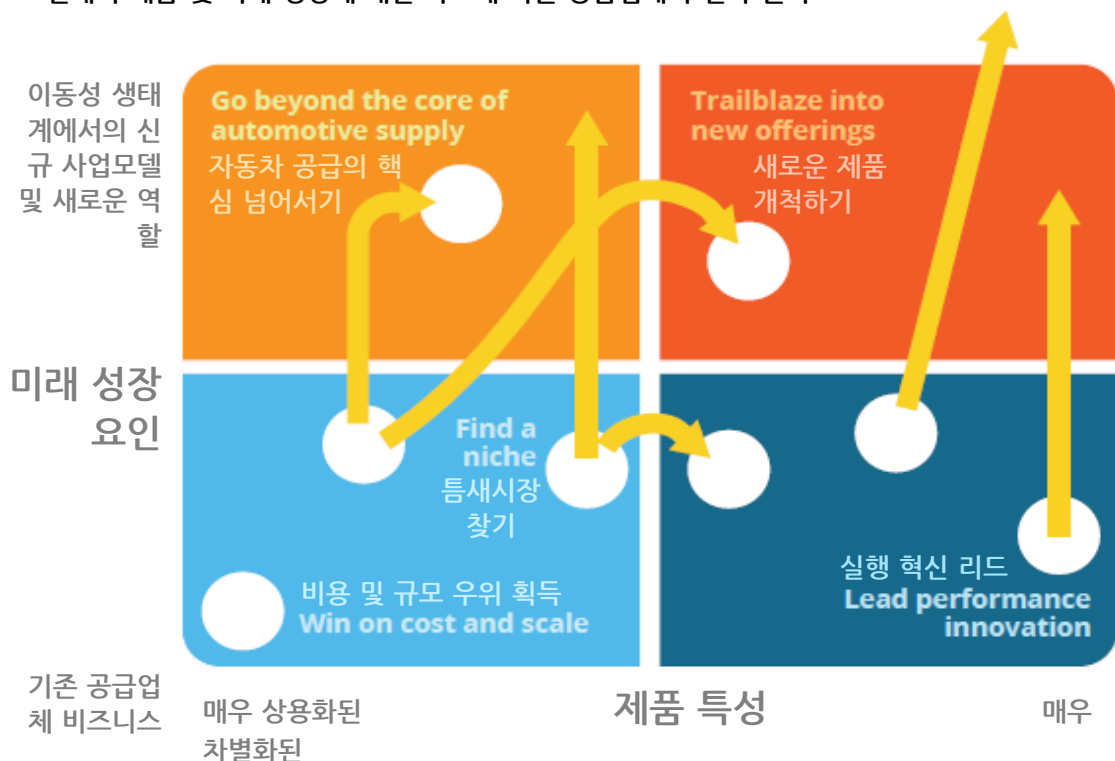 이동성 생태
계에서의 신
규 사업모델
및 새로운 역
할
Go beyond the core of
automotive supply
자동차 공급의 핵
심 넘어서기
Trailblaze into
new offerings
새로운 제품
개척하기
미래 성장
요인
Find a
niche
틈새시장
찾기
비용 및 규모 우위 획득
Win on cost and scale
실행 혁신 리드
Lead performance
innovation
기존 공급업
체 비즈니스
매우 상용화된
차별화된
제품 특성
매우